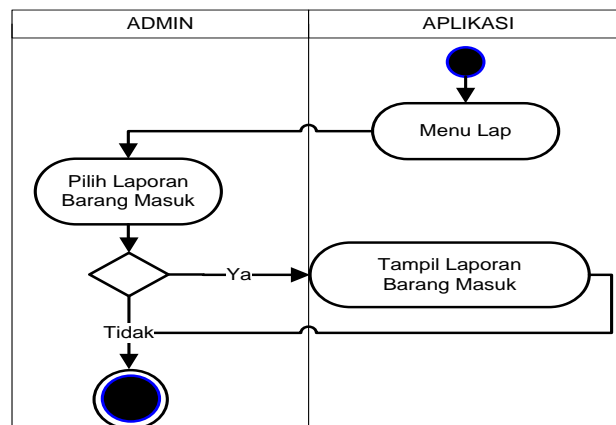 ADMIN
APLIKASI
Menu Lap
Pilih Laporan
Barang Masuk
Ya
Tampil Laporan
Barang Masuk
Tidak